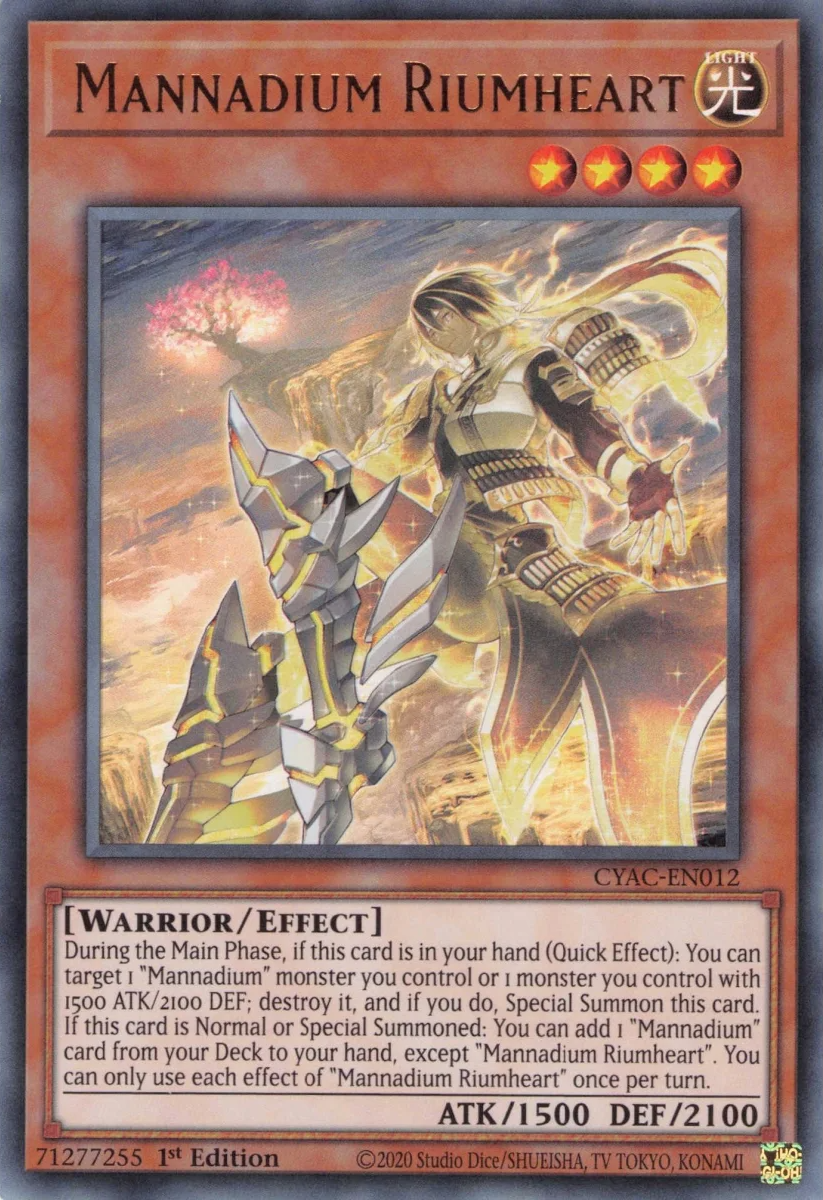 MANNADIUM RIUMHEART
LIGHT
光
CYAC-EN012
[WARRIOR/EFFECT]
During the Main Phase, if this card is in your hand (Quick Effect): You can
target 1 "Mannadium" monster you control or 1 monster you control with
1500 ATK/2100 DEF; destroy it, and if you do, Special Summon this card.
If this card is Normal or Special Summoned: You can add 1 "Mannadium"
card from your Deck to your hand, except "Mannadium Riumheart". You
can only use each effect of "Mannadium Riumheart" once per turn.
ATK/1500 DEF/2100
71277255 1st Edition ©2020 Studio Dice/SHUEISHA, TV TOKYO, KONAMI